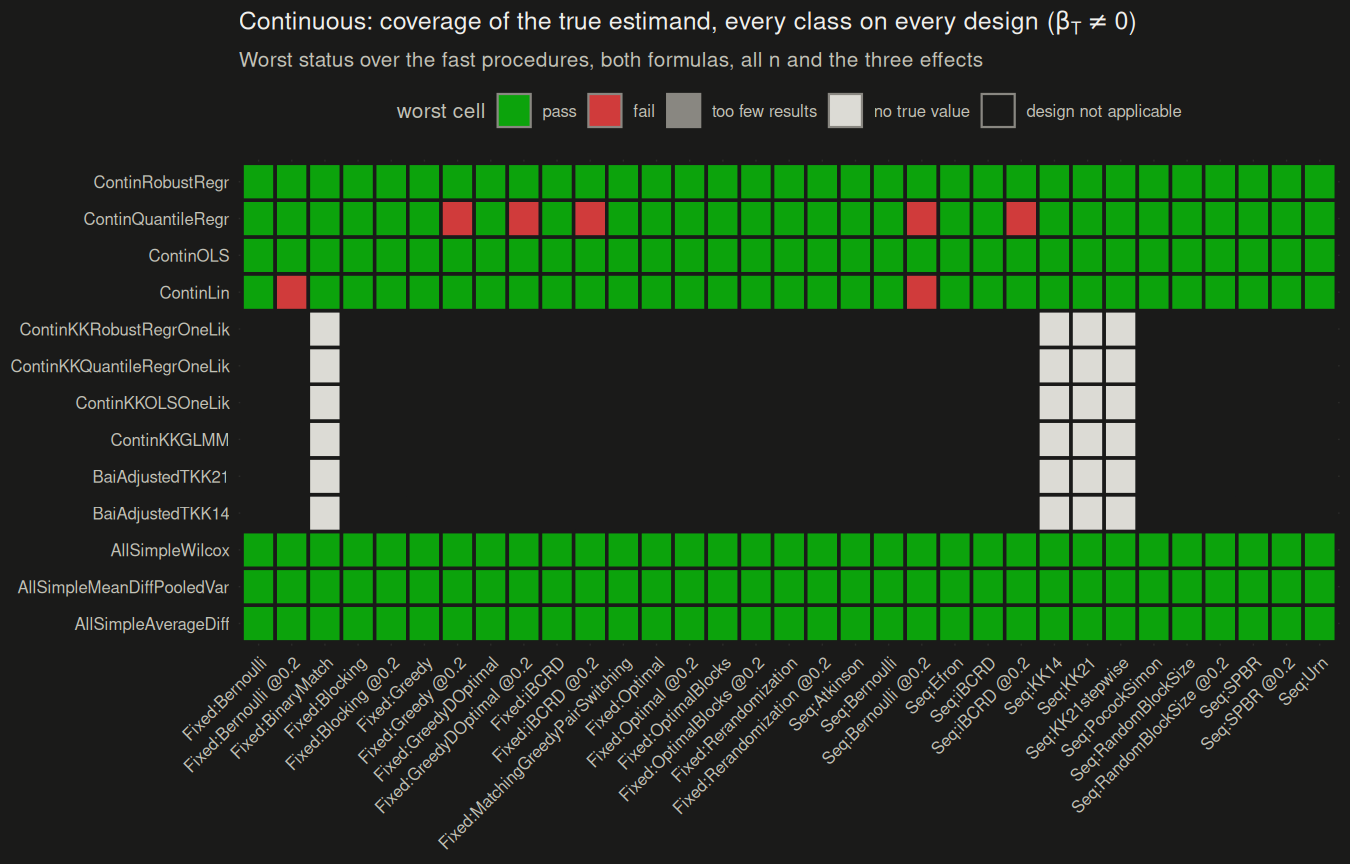 Continuous: coverage of the true estimand, every class on every design (βT ≠ 0)
Worst status over the fast procedures, both formulas, all n and the three effects
worst cell pass fail too few results no true value design not applicable
ContinRobustRegr
ContinQuantileRegr
ContinOLS
ContinLin
ContinKKRobustRegrOneLik
ContinKKQuantileRegrOneLik
ContinKKOLSOneLik
ContinKKGLMM
BaiAdjustedTKK21
BaiAdjustedTKK14
AllSimpleWilcox
AllSimpleMeanDiffPooledVar
AllSimpleAverageDiff
Fixed:Bernoulli
Fixed:Bernoulli @0.2
Fixed:BinaryMatch
Fixed:Blocking
Fixed:Blocking @0.2
Fixed:Greedy
Fixed:Greedy @0.2
Fixed:GreedyDOptimal
Fixed:GreedyDOptimal @0.2
Fixed:iBCRD
Fixed:iBCRD @0.2
Fixed:MatchingGreedyPairSwitching
Fixed:Optimal
Fixed:Optimal @0.2
Fixed:OptimalBlocks
Fixed:OptimalBlocks @0.2
Fixed:Rerandomization
Fixed:Rerandomization @0.2
Seq:Atkinson
Seq:Bernoulli
Seq:Bernoulli @0.2
Seq:Efron
Seq:iBCRD
Seq:iBCRD @0.2
Seq:KK14
Seq:KK21
Seq:KK21stepwise
Seq:PocockSimon
Seq:RandomBlockSize
Seq:RandomBlockSize @0.2
Seq:SPBR
Seq:SPBR @0.2
Seq:Urn